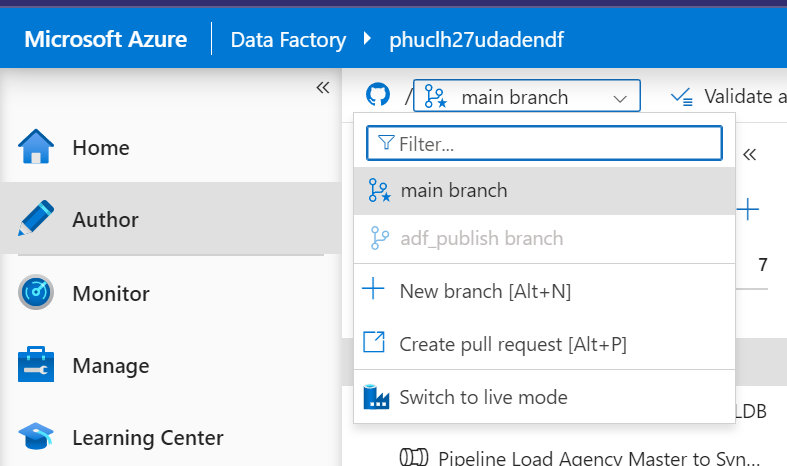 Microsoft Azure
Data Factory
phuclh27udadendf
/
main branch
Validate a
Filter...
Home
main branch
Author
adf_publish branch
7
New branch [Alt+N]
Monitor
Create pull request [Alt+P]
Manage
Switch to live mode
LDB
Learning Center
Pipeline Load Agency Master to Syn...